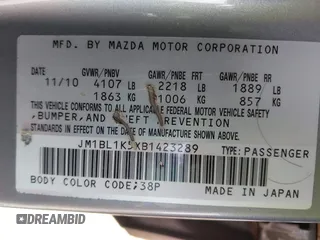 MFD. BY MAZDA MOTOR CORPORATION
GVWR/PNBV GAWR/PNBE FRT GAWR/PNBE RR
11/10 4107 LB 2218 LB 1889 LB
1863 KG 1006 KG 857 KG
THIS VEHICLE CONFORMS TO ALL APPLICABLE FEDERAL MOTOR VEHICLE SAFETY
,BUMPER, AND THEFT PREVENTION
STANDARDS IN EFFECT ON THE DATE OF MANUFACTURE SHOWN ABOVE.
JM1BL1K5XB1423289 TYPE:PASSENGER
BODY COLOR CODE;38P MADE IN JAPAN
DREAMBID